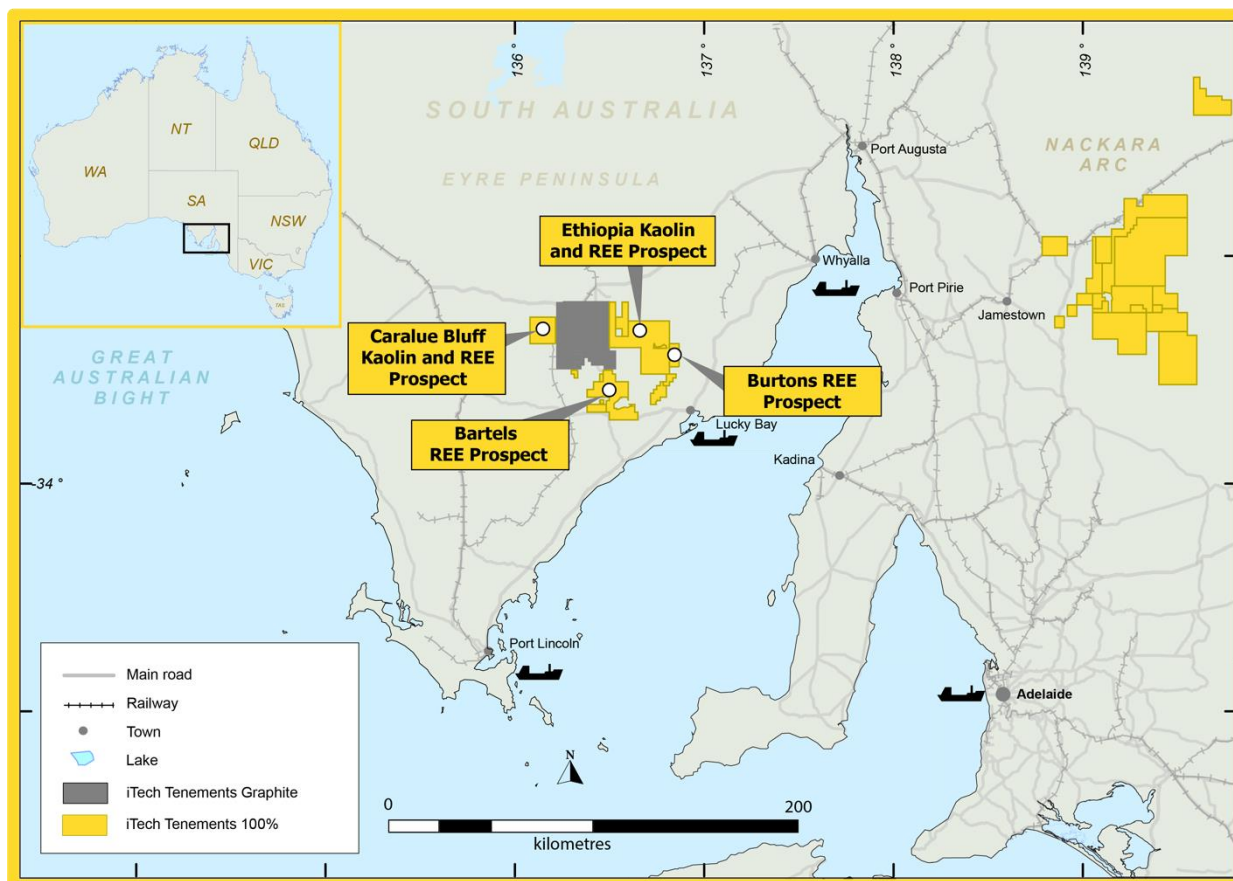 136 °
137 °
138 °
139 °
NT
QLD
WA
SA
NSW
VIC
TAS
SOUTH AUSTRALIA
EYRE PENINSULA
NACKARA
ARC
Port Augusta
Ethiopia Kaolin
and REE Prospect
Whyalla
Port Pirie
Jamestown
Caralue Bluff
Kaolin and REE
Prospect
GREAT
AUSTRALIAN
BIGHT
Burtons REE
Prospect
Bartels
REE Prospect
Lucky Bay
Kadina
-34 °
Port Lincoln
Adelaide
Main road
Railway
Town
Lake
iTech Tenements Graphite
iTech Tenements 100%
N
0
200
kilometres